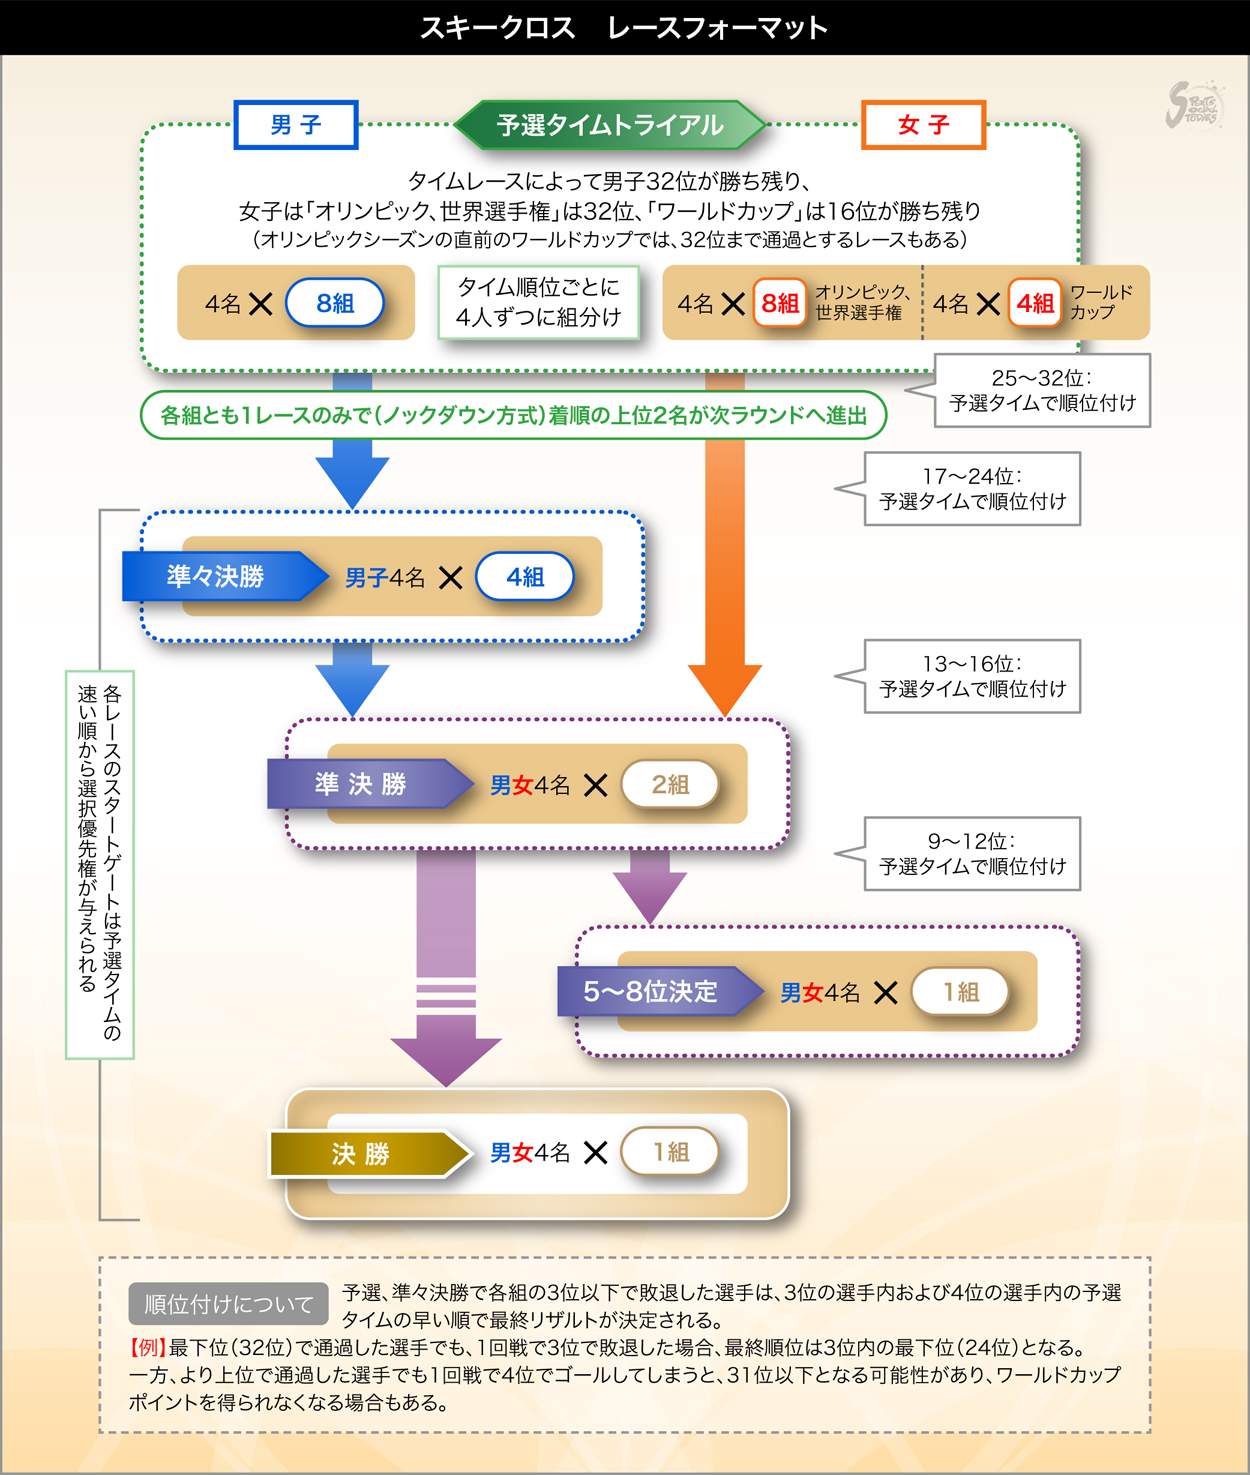 スキークロス　レースフォーマット
SPORTS SOCIAL STORIES
男子
予選タイムトライアル
女子
タイムレースによって男子32位が勝ち残り、
女子は「オリンピック、世界選手権」は32位、「ワールドカップ」は16位が勝ち残り
（オリンピックシーズンの直前のワールドカップでは、32位まで通過とするレースもある）
4名×8組
タイム順位ごとに
4人ずつに組分け
4名×8組
オリンピック、
世界選手権
4名×4組
ワールド
カップ
25〜32位：
予選タイムで順位付け
各組とも1レースのみで（ノックダウン方式）着順の上位2名が次ラウンドへ進出
17〜24位：
予選タイムで順位付け
準々決勝
男子4名×4組
13〜16位：
予選タイムで順位付け
各レースのスタートゲートは予選タイムの
速い順から選択優先権が与えられる
準決勝
男女4名×2組
9〜12位：
予選タイムで順位付け
5〜8位決定
男女4名×1組
決勝
男女4名×1組
順位付けについて
予選、準々決勝で各組の3位以下で敗退した選手は、3位の選手内および4位の選手内の予選
タイムの早い順で最終リザルトが決定される。
【例】最下位（32位）で通過した選手でも、1回戦で3位で敗退した場合、最終順位は3位内の最下位（24位）となる。
一方、より上位で通過した選手でも1回戦で4位でゴールしてしまうと、31位以下となる可能性があり、ワールドカップ
ポイントを得られなくなる場合もある。